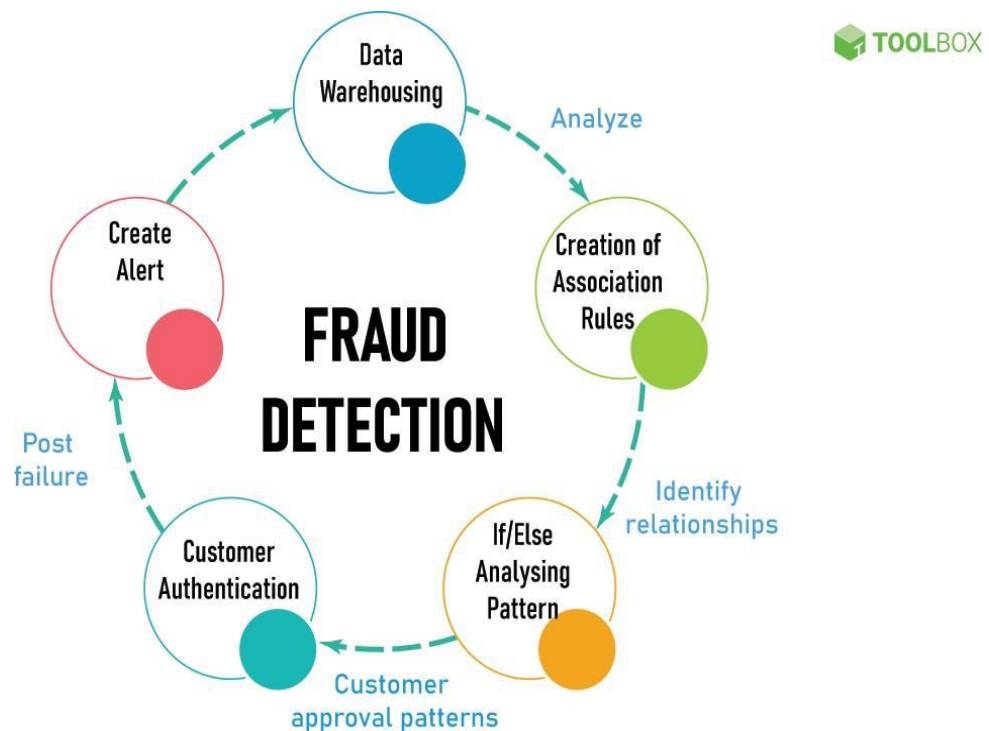 Data
Warehousing
TOOLBOX
Analyze
Creation of
Association
Rules
Identify
relationships
If/Else
Analysing
Pattern
Customer
approval patterns
Customer
Authentication
Post
failure
Create
Alert
FRAUD
DETECTION